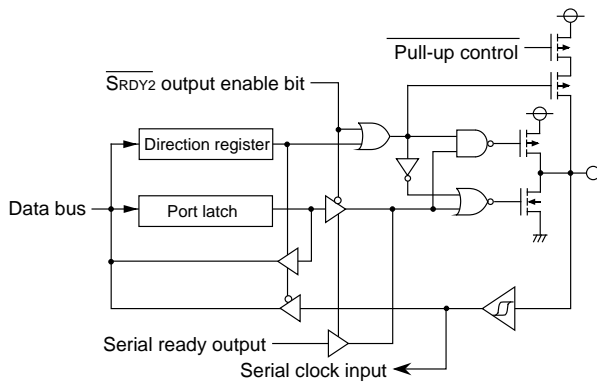 Pull-up control
SRDY2 output enable bit
Direction register
Data bus
Port latch
Serial ready output
Serial clock input